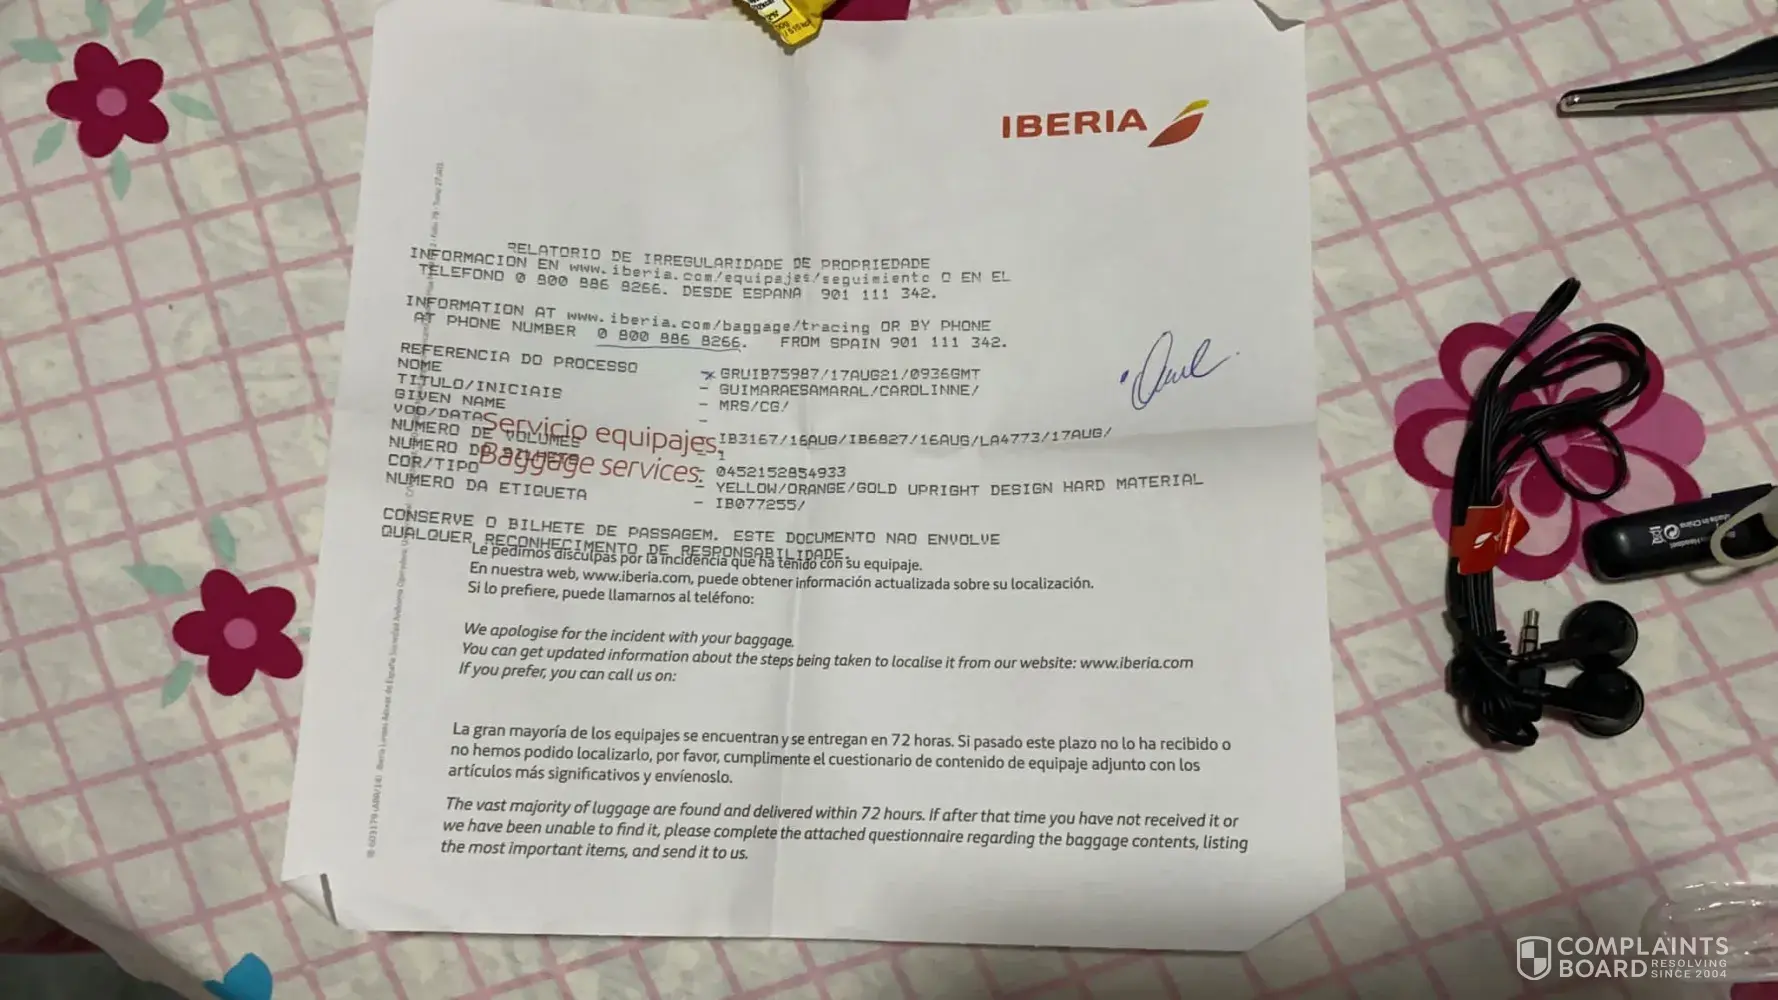 IBERIA
RELATORIO DE IRREGULARIDADE DE PROPRIEDADE
INFORMACION EN www.iberia.com/equipajes/seguimiento O EN EL
TELEFONO 0 800 886 8266. DESDE ESPANA 901 111 342.
INFORMATION AT www.iberia.com/baggage/tracing OR BY PHONE
AT PHONE NUMBER 0 800 886 8266. FROM SPAIN 901 111 342.
REFERENCIA DO PROCESSO - GRUIB75987/17AUG21/0936GMT
NOME - GUIMARAESAMARAL/CAROLINNE/
TITULO/INICIAIS - MRS/CG/
GIVEN NAME -
VOO/DATA - IB3167/16AUG/IB6827/16AUG/LA4773/17AUG/
Servicio equipajes
NUMERO DE VOLUMES - 1
NUMERO DO BILHETE - 0452152854933
Baggage services
COR/TIPO - YELLOW/ORANGE/GOLD UPRIGHT DESIGN HARD MATERIAL
NUMERO DA ETIQUETA - IB077255/
CONSERVE O BILHETE DE PASSAGEM. ESTE DOCUMENTO NAO ENVOLVE
QUALQUER RECONHECIMENTO DE RESPONSABILIDADE.
Le pedimos disculpas por la incidencia que ha tenido con su equipaje.
En nuestra web, www.iberia.com, puede obtener información actualizada sobre su localización.
Si lo prefiere, puede llamarnos al teléfono:
We apologise for the incident with your baggage.
You can get updated information about the steps being taken to localise it from our website: www.iberia.com
If you prefer, you can call us on:
La gran mayoría de los equipajes se encuentran y se entregan en 72 horas. Si pasado este plazo no lo ha recibido o
no hemos podido localizarlo, por favor, cumplimente el cuestionario de contenido de equipaje adjunto con los
artículos más significativos y envíenoslo.
The vast majority of luggage are found and delivered within 72 hours. If after that time you have not received it or
we have been unable to find it, please complete the attached questionnaire regarding the baggage contents, listing
the most important items, and send it to us.
IB 603179 (ABR/14)
Made in China
COMPLAINTS
BOARD RESOLVING
SINCE 2004